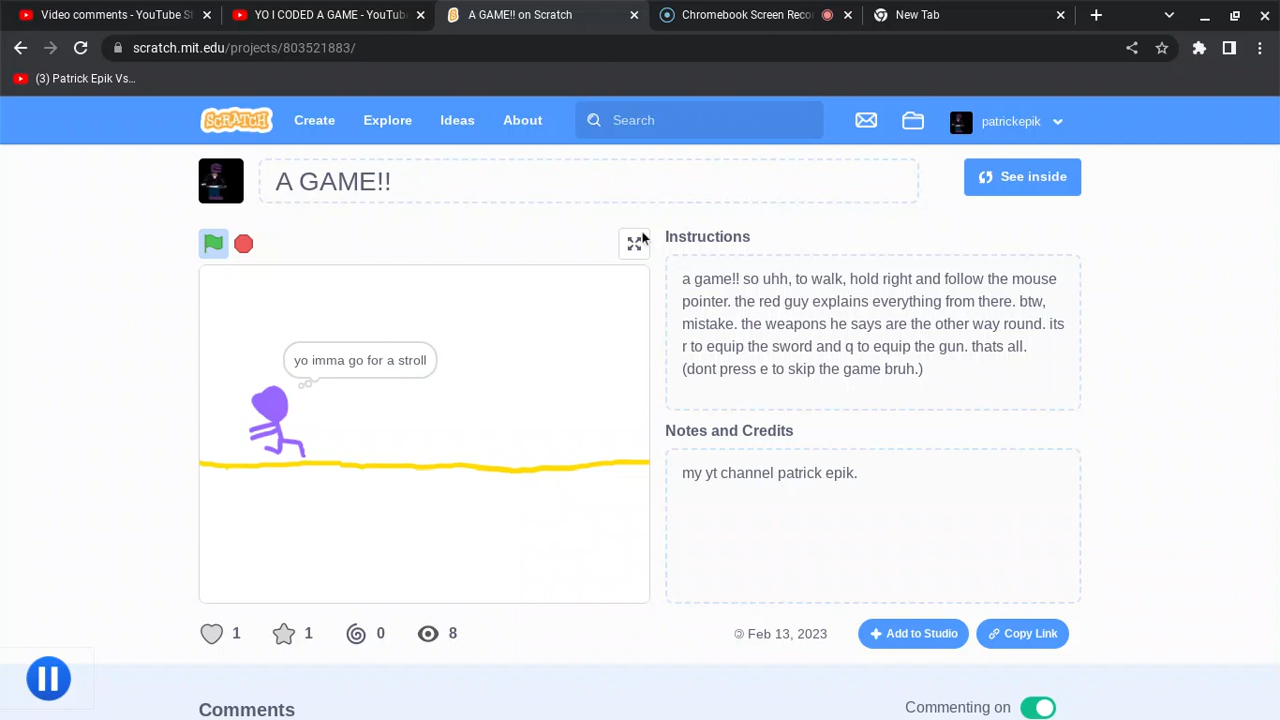 Video comments - YouTube St
YO I CODED A GAME - YouTube
A GAME!! on Scratch
Chromebook Screen Recor
New Tab
scratch.mit.edu/projects/803521883/
(3) Patrick Epik Vs...
SCRATCH
Create
Explore
Ideas
About
Search
patrickepik
A GAME!!
See inside
yo imma go for a stroll
Instructions
a game!! so uhh, to walk, hold right and follow the mouse
pointer. the red guy explains everything from there. btw,
mistake. the weapons he says are the other way round. its
r to equip the sword and q to equip the gun. thats all.
(dont press e to skip the game bruh.)
Notes and Credits
my yt channel patrick epik.
1
1
0
8
Feb 13, 2023
Add to Studio
Copy Link
Comments
Commenting on